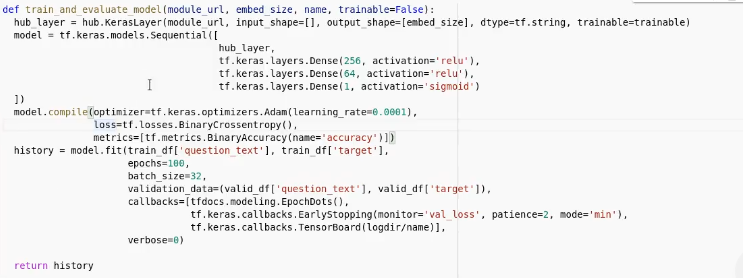 def train_and_evaluate_model(module_url, embed_size, name, trainable=False):
  hub_layer = hub.KerasLayer(module_url, input_shape=[], output_shape=[embed_size], dtype=tf.string, trainable=trainable)
  model = tf.keras.models.Sequential([
                                      hub_layer,
                                      tf.keras.layers.Dense(256, activation='relu'),
                                      tf.keras.layers.Dense(64, activation='relu'),
                                      tf.keras.layers.Dense(1, activation='sigmoid')
  ])
  model.compile(optimizer=tf.keras.optimizers.Adam(learning_rate=0.0001),
                loss=tf.losses.BinaryCrossentropy(),
                metrics=[tf.metrics.BinaryAccuracy(name='accuracy')])
  history = model.fit(train_df['question_text'], train_df['target'],
                      epochs=100,
                      batch_size=32,
                      validation_data=(valid_df['question_text'], valid_df['target']),
                      callbacks=[tfdocs.modeling.EpochDots(),
                                 tf.keras.callbacks.EarlyStopping(monitor='val_loss', patience=2, mode='min'),
                                 tf.keras.callbacks.TensorBoard(logdir/name)],
                      verbose=0)
  return history